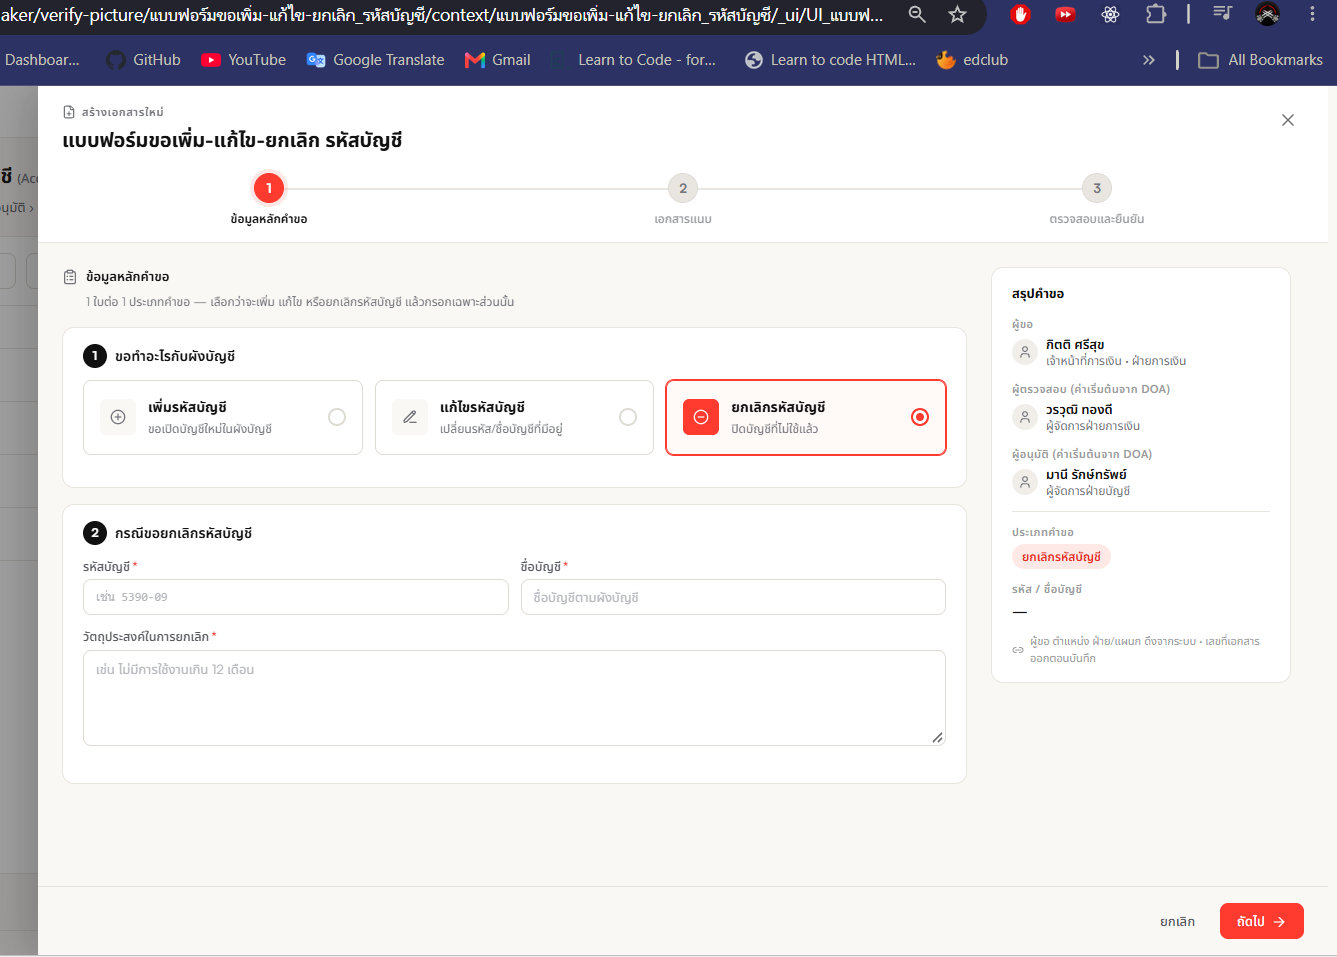 aker/verify-picture/แบบฟอร์มขอเพิ่ม-แก้ไข-ยกเลิก_รหัสบัญชี/context/แบบฟอร์มขอเพิ่ม-แก้ไข-ยกเลิก_รหัสบัญชี/_ui/UI_แบบฟ...
Dashboar... GitHub YouTube Google Translate Gmail Learn to Code - for... Learn to code HTML... edclub » All Bookmarks
สร้างเอกสารใหม่
แบบฟอร์มขอเพิ่ม-แก้ไข-ยกเลิก รหัสบัญชี
ชี (Acc
นุมัติ ›
1 2 3
ข้อมูลหลักคำขอ เอกสารแนบ ตรวจสอบและยืนยัน
ข้อมูลหลักคำขอ
1 ใบต่อ 1 ประเภทคำขอ — เลือกว่าจะเพิ่ม แก้ไข หรือยกเลิกรหัสบัญชี แล้วกรอกเฉพาะส่วนนั้น
1 ขอทำอะไรกับผังบัญชี
เพิ่มรหัสบัญชี
ขอเปิดบัญชีใหม่ในผังบัญชี
แก้ไขรหัสบัญชี
เปลี่ยนรหัส/ชื่อบัญชีที่มีอยู่
ยกเลิกรหัสบัญชี
ปิดบัญชีที่ไม่ใช้แล้ว
2 กรณีขอยกเลิกรหัสบัญชี
รหัสบัญชี *
เช่น 5390-09
ชื่อบัญชี *
ชื่อบัญชีตามผังบัญชี
วัตถุประสงค์ในการยกเลิก *
เช่น ไม่มีการใช้งานเกิน 12 เดือน
สรุปคำขอ
ผู้ขอ
กิตติ ศรีสุข
เจ้าหน้าที่การเงิน • ฝ่ายการเงิน
ผู้ตรวจสอบ (ค่าเริ่มต้นจาก DOA)
วรวุฒิ ทองดี
ผู้จัดการฝ่ายการเงิน
ผู้อนุมัติ (ค่าเริ่มต้นจาก DOA)
มานี รักษ์ทรัพย์
ผู้จัดการฝ่ายบัญชี
ประเภทคำขอ
ยกเลิกรหัสบัญชี
รหัส / ชื่อบัญชี
—
ผู้ขอ ตำแหน่ง ฝ่าย/แผนก ดึงจากระบบ • เลขที่เอกสาร
ออกตอนบันทึก
ยกเลิก ถัดไป →